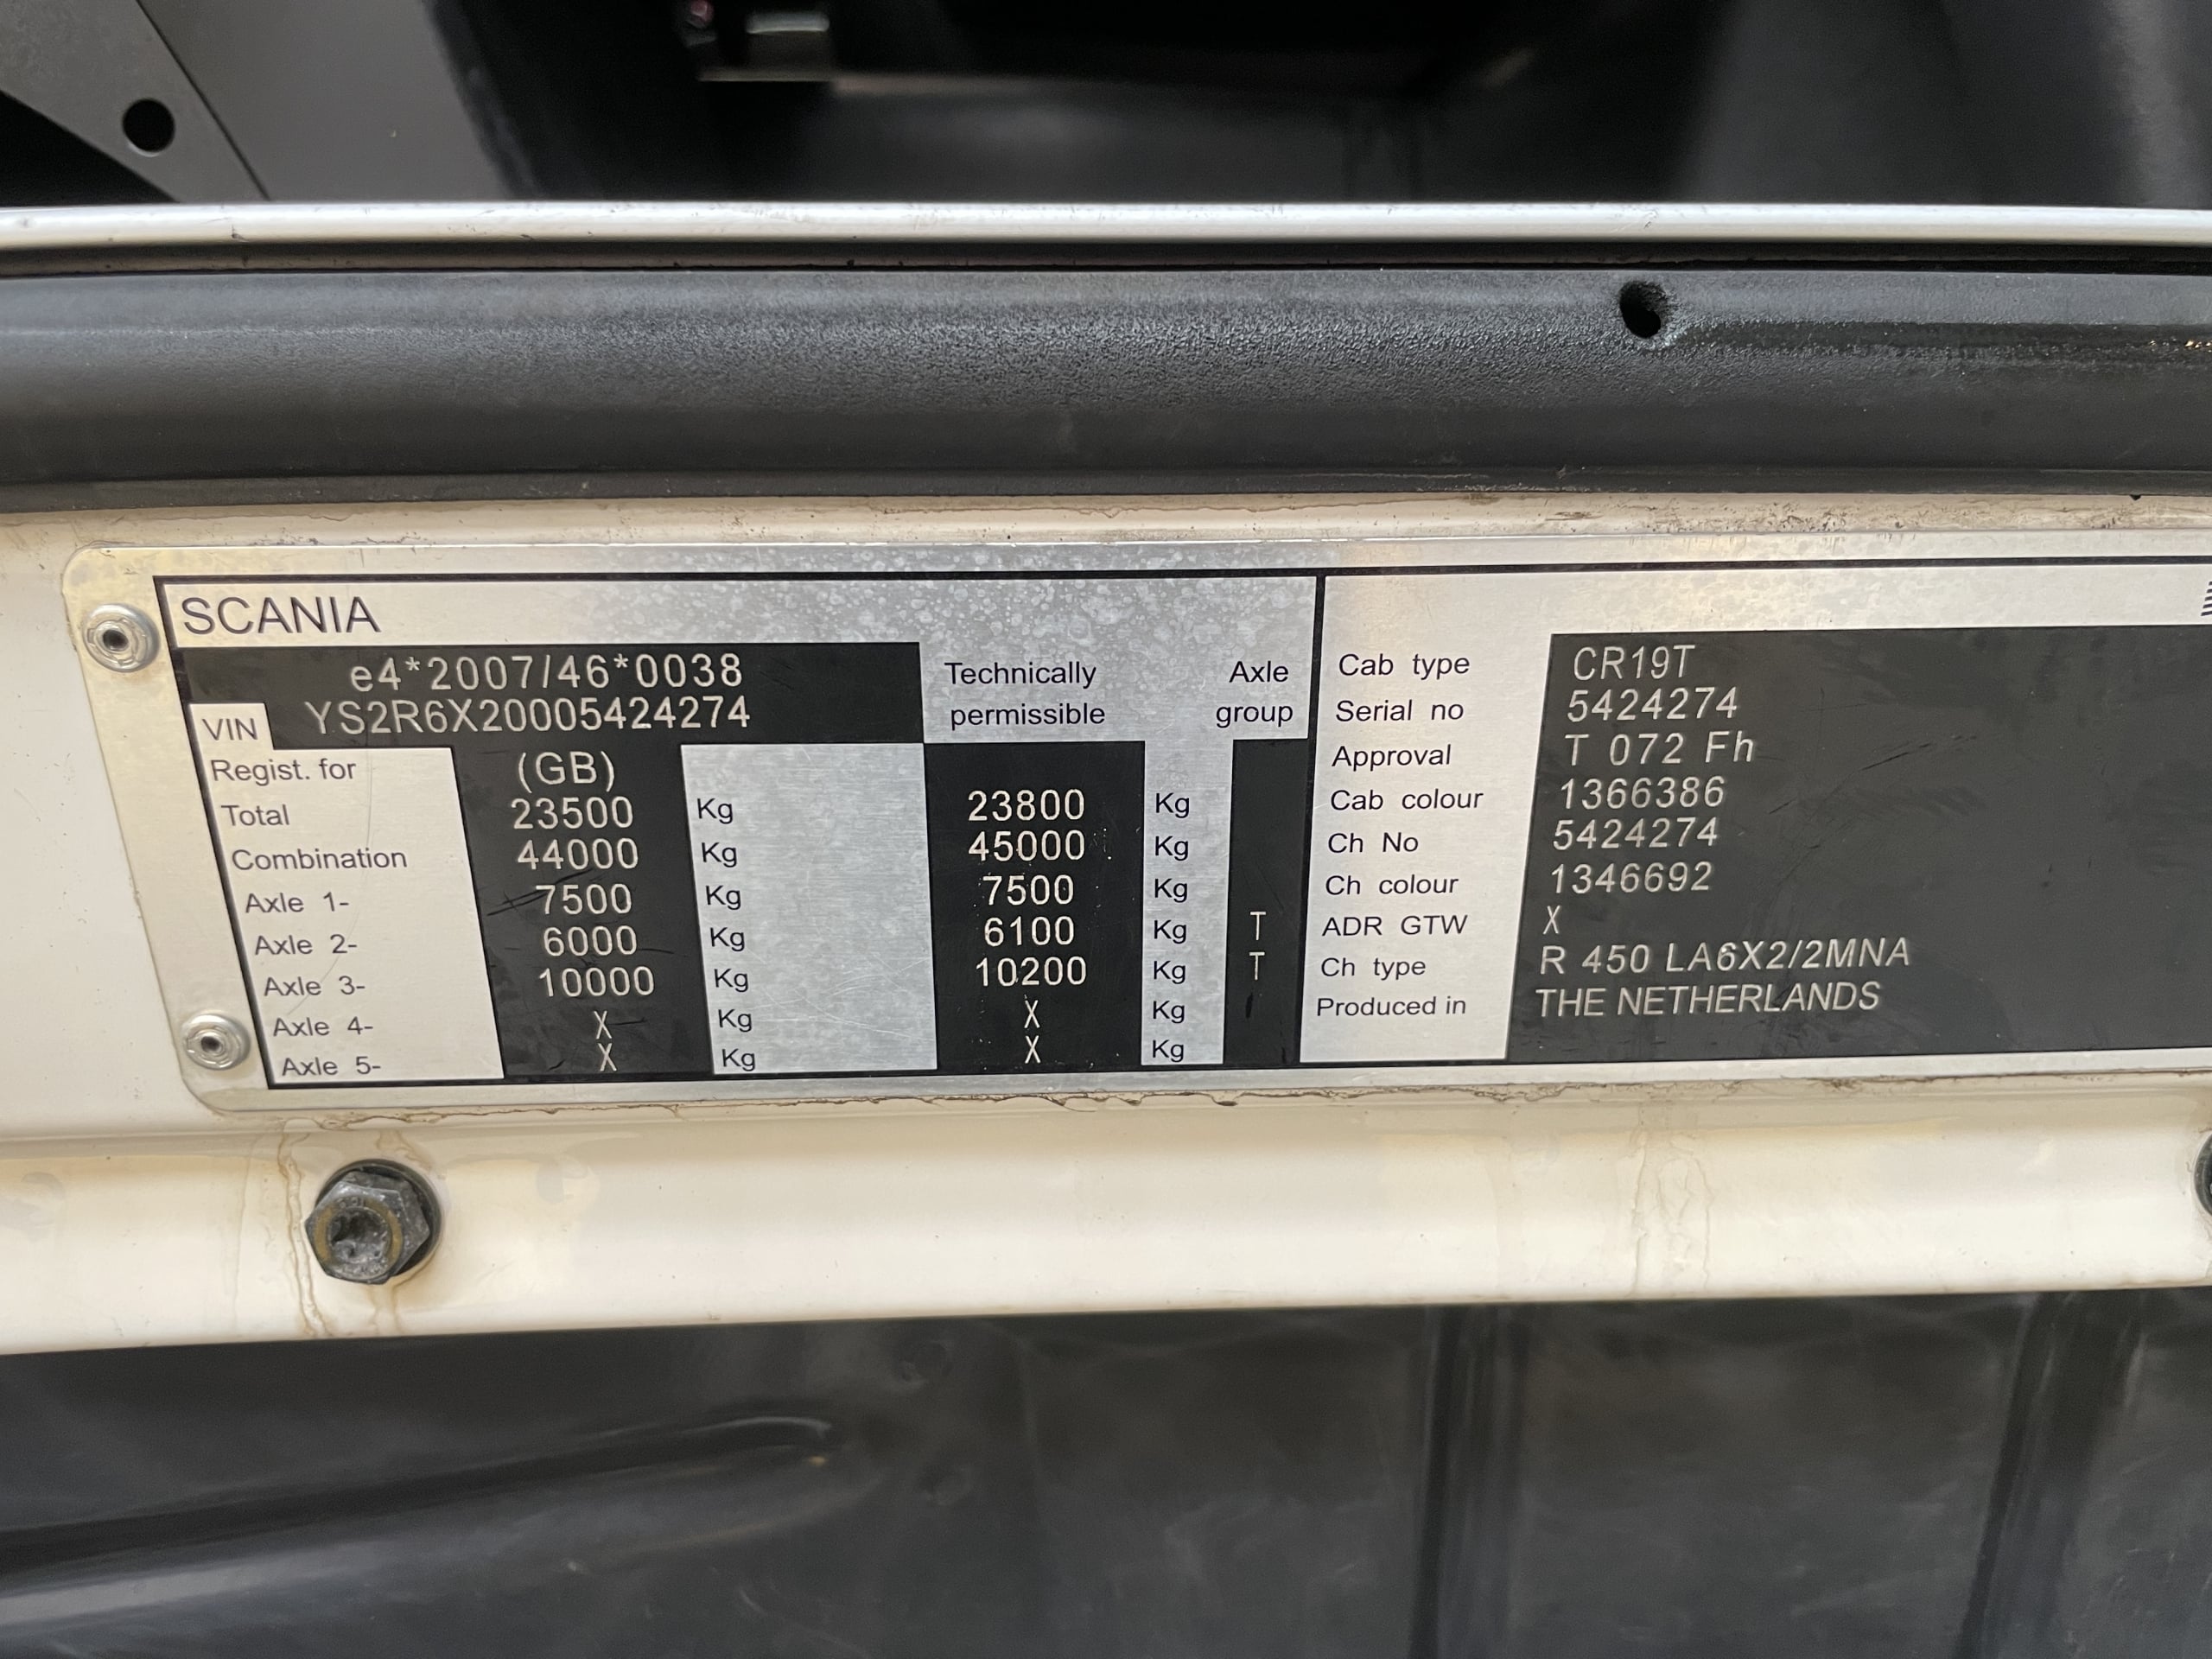 SCANIA
e4*2007/46*0038
VIN YS2R6X20005424274
Technically permissible
Axle group
Regist. for (GB)
Total 23500 Kg 23800 Kg
Combination 44000 Kg 45000 Kg
Axle 1- 7500 Kg 7500 Kg
Axle 2- 6000 Kg 6100 Kg T
Axle 3- 10000 Kg 10200 Kg T
Axle 4- X Kg X Kg
Axle 5- X Kg X Kg
Cab type CR19T
Serial no 5424274
Approval T 072 Fh
Cab colour 1366386
Ch No 5424274
Ch colour 1346692
ADR GTW X
Ch type R 450 LA6X2/2MNA
Produced in THE NETHERLANDS